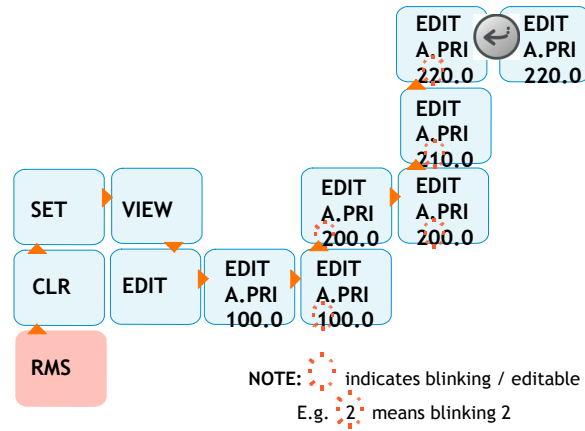 EDIT
A.PRI
220.0
EDIT
A.PRI
220.0
EDIT
A.PRI
210.0
SET
VIEW
EDIT
A.PRI
200.0
EDIT
A.PRI
200.0
CLR
EDIT
EDIT
A.PRI
100.0
EDIT
A.PRI
100.0
RMS
NOTE: indicates blinking / editable
E.g. 2 means blinking 2